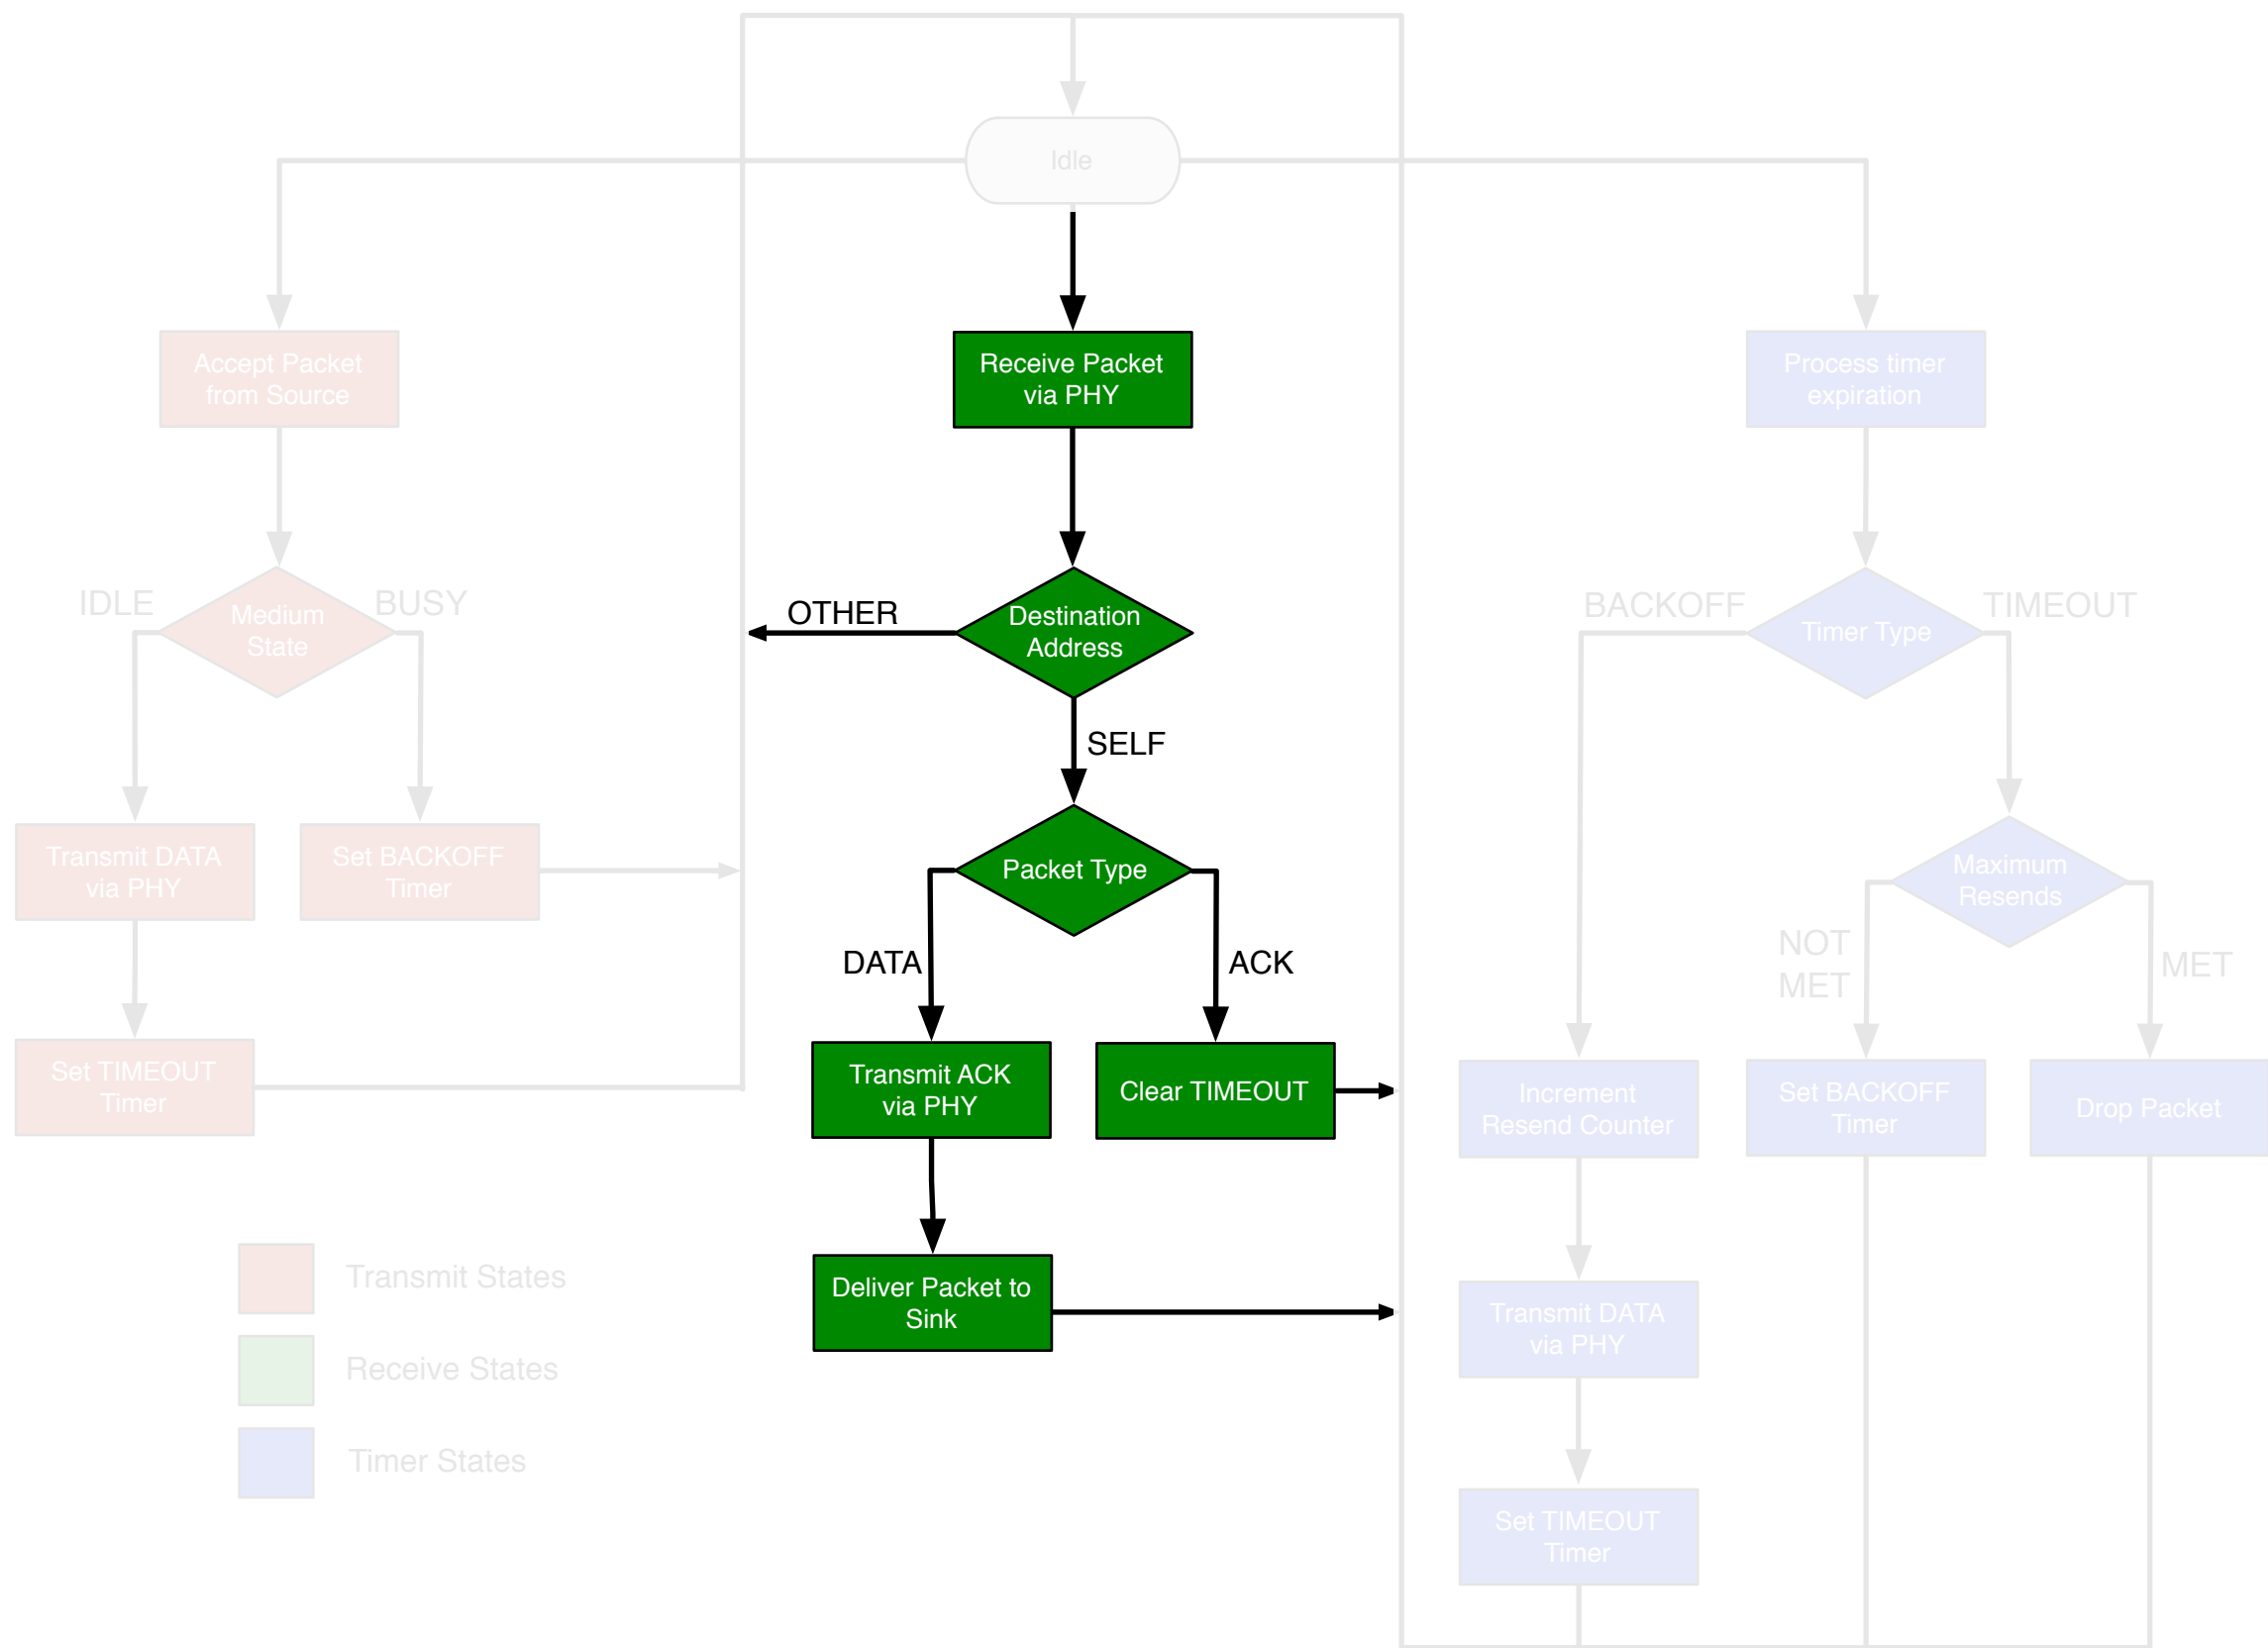 Idle
Accept Packet
from Source
Receive Packet
via PHY
Process timer
expiration
IDLE
Medium
State
BUSY
OTHER
Destination
Address
BACKOFF
Timer Type
TIMEOUT
SELF
Transmit DATA
via PHY
Set BACKOFF
Timer
Packet Type
Maximum
Resends
DATA
ACK
NOT
MET
MET
Set TIMEOUT
Timer
Transmit ACK
via PHY
Clear TIMEOUT
Increment
Resend Counter
Set BACKOFF
Timer
Drop Packet
Deliver Packet to
Sink
Transmit DATA
via PHY
Set TIMEOUT
Timer
Transmit States
Receive States
Timer States